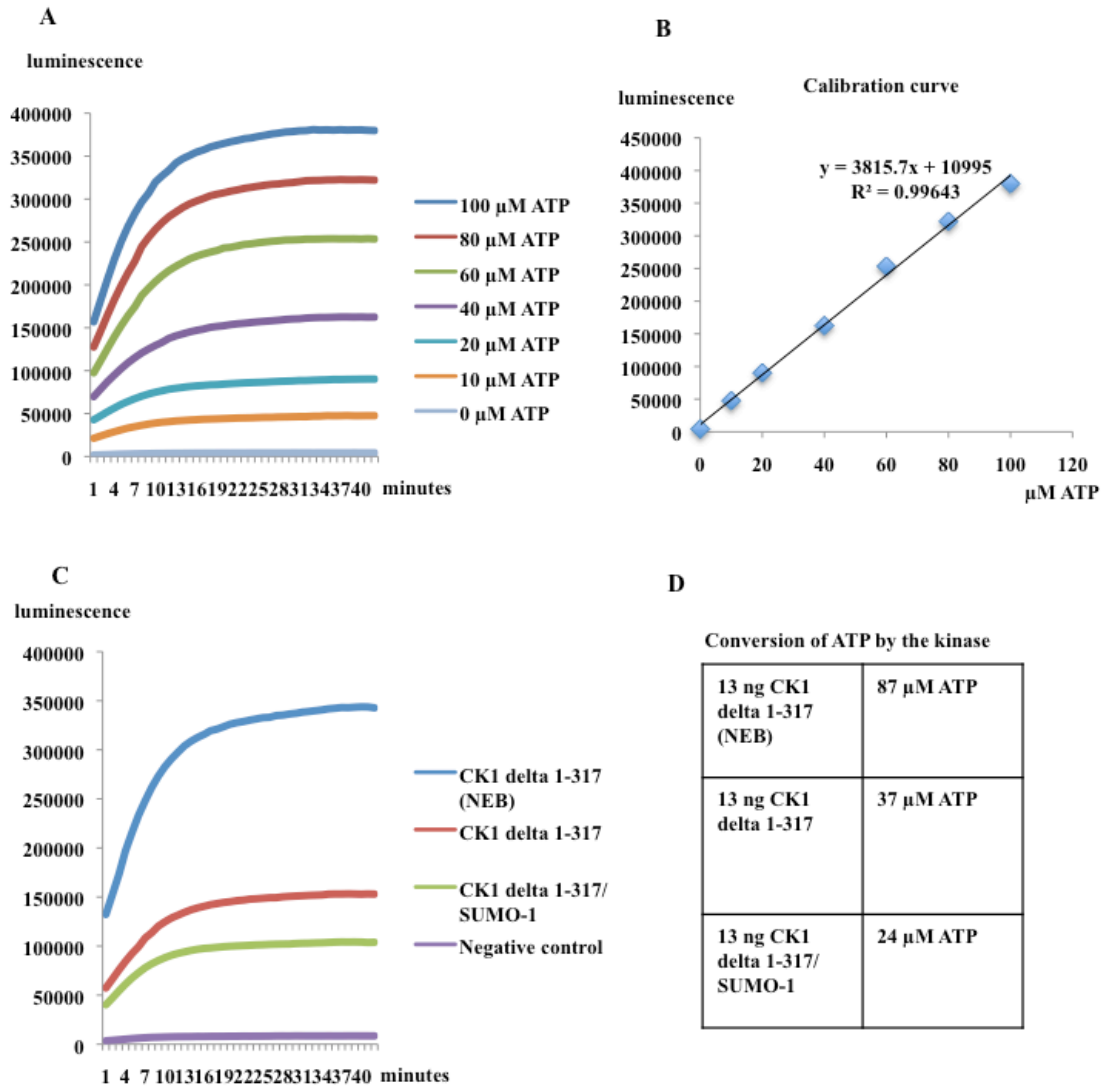 A
luminescence
400000
350000
300000
250000
200000
150000
100000
50000
0
1 4 7 10131619222528313437 40 minutes
100 µM ATP
80 µM ATP
60 µM ATP
40 µM ATP
20 µM ATP
10 µM ATP
0 µM ATP
B
Calibration curve
luminescence
450000
400000
350000
300000
250000
200000
150000
100000
50000
0
y = 3815.7x + 10995
R² = 0.99643
0 20 40 60 80 100 120
µM ATP
C
luminescence
400000
350000
300000
250000
200000
150000
100000
50000
0
1 4 7 10131619222528313437 40 minutes
CK1 delta 1-317
(NEB)
CK1 delta 1-317
CK1 delta 1-317/
SUMO-1
Negative control
D
Conversion of ATP by the kinase
13 ng CK1
delta 1-317
(NEB)
87 µM ATP
13 ng CK1
delta 1-317
37 µM ATP
13 ng CK1
delta 1-317/
SUMO-1
24 µM ATP